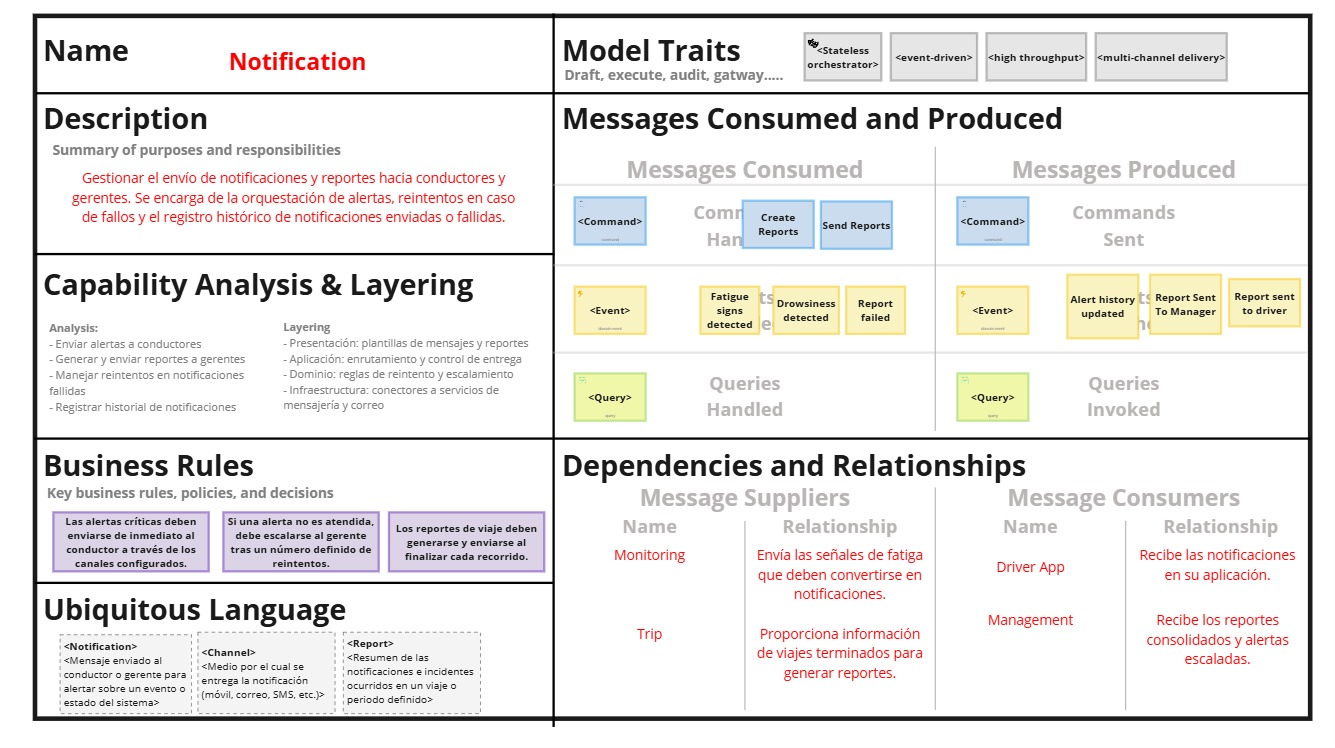 Name
Notification
Description
Summary of purposes and responsibilities
Gestionar el envío de notificaciones y reportes hacia conductores y
gerentes. Se encarga de la orquestación de alertas, reintentos en caso
de fallos y el registro histórico de notificaciones enviadas o fallidas.
Capability Analysis & Layering
Analysis:
- Enviar alertas a conductores
- Generar y enviar reportes a gerentes
- Manejar reintentos en notificaciones
fallidas
- Registrar historial de notificaciones
Layering
- Presentación: plantillas de mensajes y reportes
- Aplicación: enrutamiento y control de entrega
- Dominio: reglas de reintento y escalamiento
- Infraestructura: conectores a servicios de
mensajería y correo
Business Rules
Key business rules, policies, and decisions
Las alertas críticas deben
enviarse de inmediato al
conductor a través de los
canales configurados.
Si una alerta no es atendida,
debe escalarse al gerente
tras un número definido de
reintentos.
Los reportes de viaje deben
generarse y enviarse al
finalizar cada recorrido.
Ubiquitous Language
<Notification>
<Mensaje enviado al
conductor o gerente para
alertar sobre un evento o
estado del sistema>
<Channel>
<Medio por el cual se
entrega la notificación
(móvil, correo, SMS, etc.)>
<Report>
<Resumen de las
notificaciones e incidentes
ocurridos en un viaje o
periodo definido>
Model Traits
Draft, execute, audit, gatway.....
<Stateless
orchestrator>
<event-driven>
<high throughput>
<multi-channel delivery>
Messages Consumed and Produced
Messages Consumed
<Command>
command
Create
Reports
Send Reports
<Event>
domain event
Fatigue
signs
detected
Drowsiness
detected
Report
failed
<Query>
query
Queries
Handled
Messages Produced
<Command>
command
Commands
Sent
<Event>
domain event
Alert history
updated
Report Sent
To Manager
Report sent
to driver
<Query>
query
Queries
Invoked
Dependencies and Relationships
Message Suppliers
Name
Relationship
Monitoring
Envía las señales de fatiga
que deben convertirse en
notificaciones.
Trip
Proporciona información
de viajes terminados para
generar reportes.
Message Consumers
Name
Relationship
Driver App
Recibe las notificaciones
en su aplicación.
Management
Recibe los reportes
consolidados y alertas
escaladas.